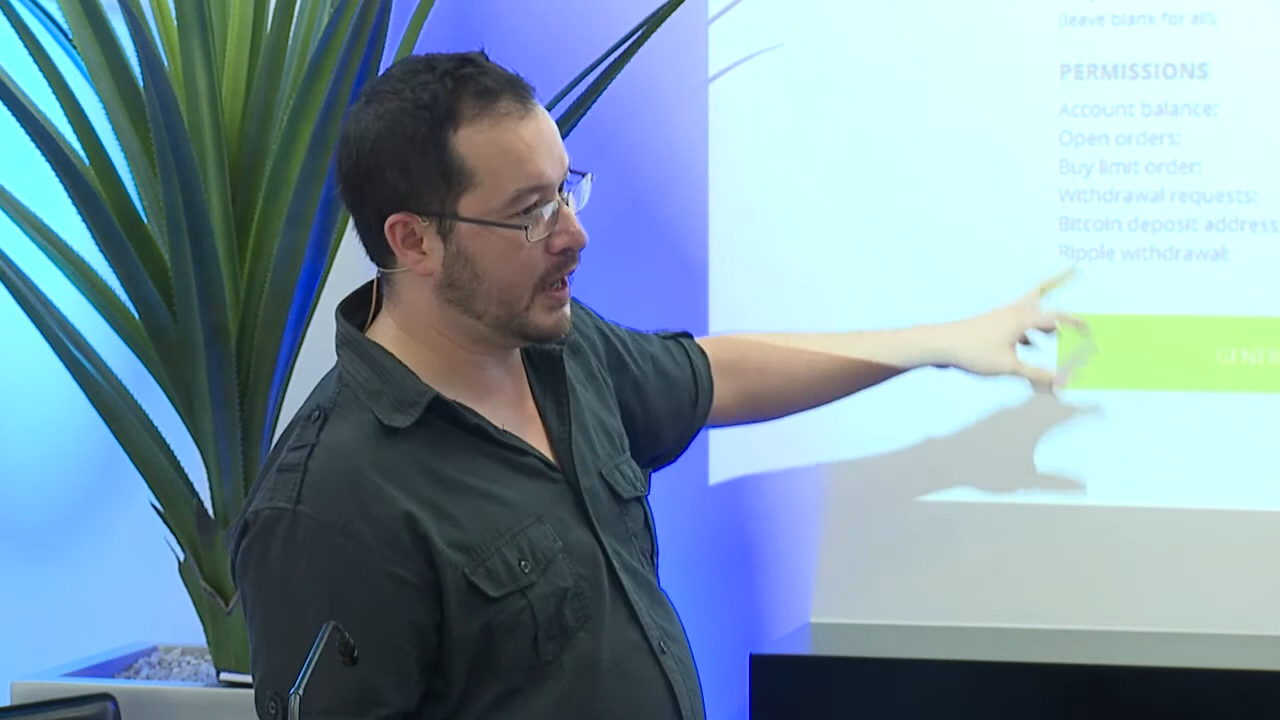 (leave blank for all)
PERMISSIONS
Account balance:
Open orders:
Buy limit order:
Withdrawal requests:
Bitcoin deposit address:
Ripple withdrawal: